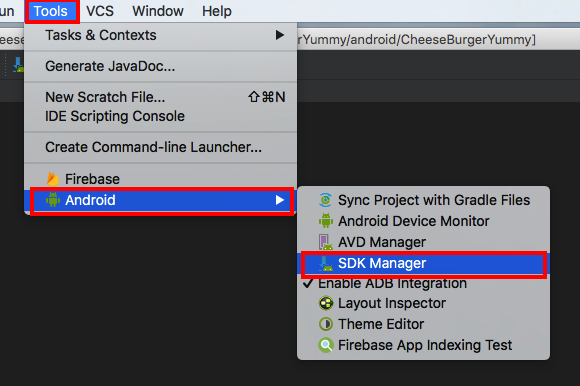 un Tools VCS Window Help
Cheese
erYummy/android/CheeseBurgerYummy]
Tasks & Contexts
Generate JavaDoc...
New Scratch File... ⇧⌘N
IDE Scripting Console
Create Command-line Launcher...
Firebase
Android
Sync Project with Gradle Files
Android Device Monitor
AVD Manager
SDK Manager
✓ Enable ADB Integration
Layout Inspector
Theme Editor
Firebase App Indexing Test